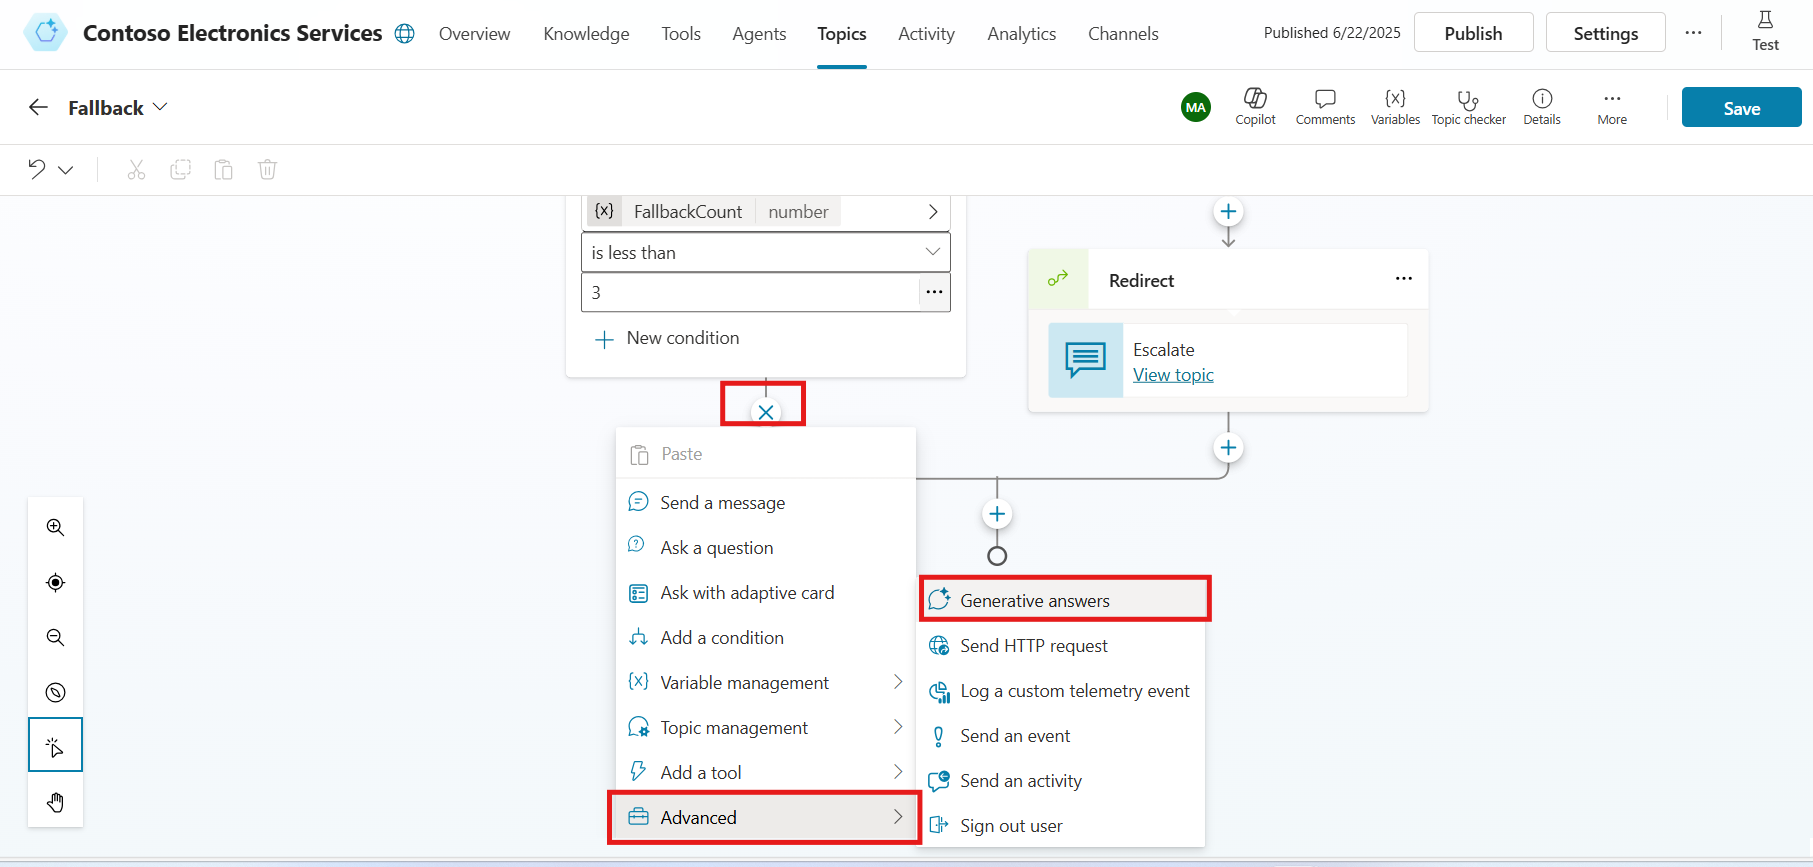 Contoso Electronics Services
Overview
Knowledge
Tools
Agents
Topics
Activity
Analytics
Channels
Published 6/22/2025
Publish
Settings
Test
Fallback
MA
Copilot
Comments
Variables
Topic checker
Details
More
Save
{x} FallbackCount number
is less than
3
New condition
Redirect
Escalate
View topic
Paste
Send a message
Ask a question
Ask with adaptive card
Add a condition
Variable management
Topic management
Add a tool
Advanced
Generative answers
Send HTTP request
Log a custom telemetry event
Send an event
Send an activity
Sign out user